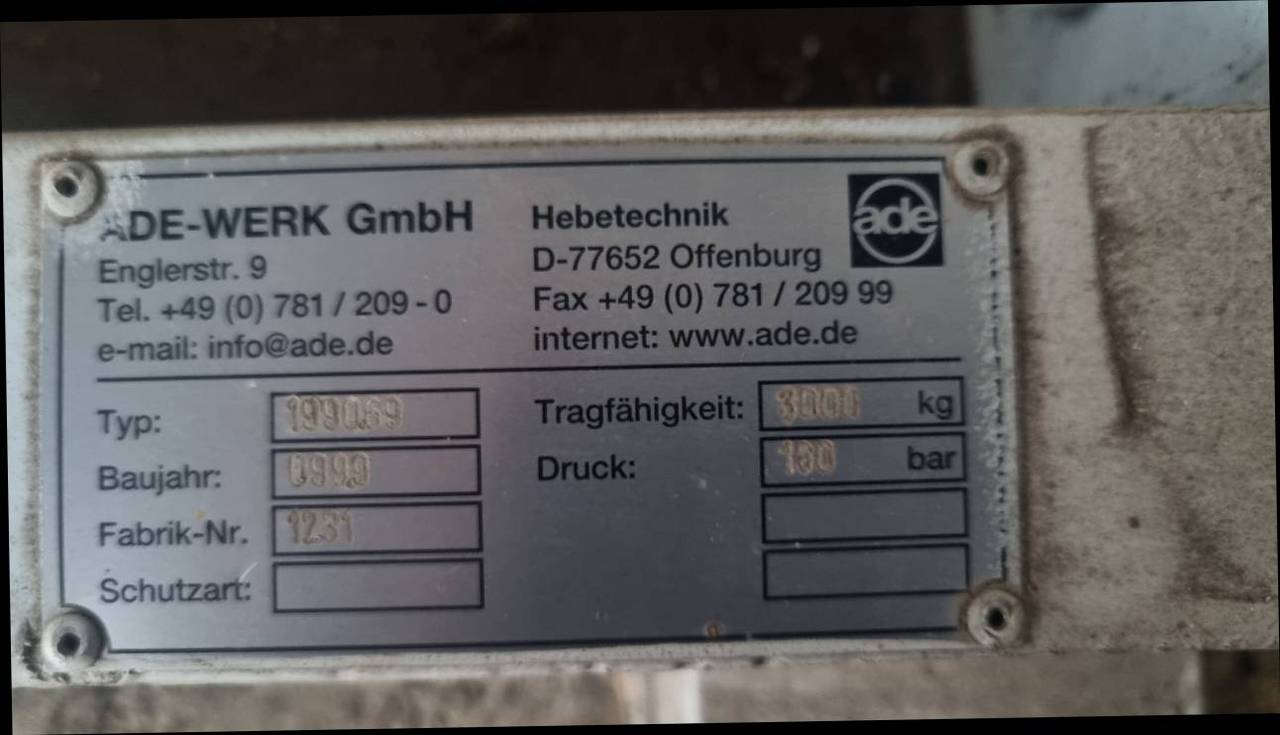 ADE-WERK GmbH
Englerstr. 9
Tel. +49 (0) 781 / 209 - 0
e-mail: info@ade.de
Hebetechnik
D-77652 Offenburg
Fax +49 (0) 781 / 209 99
internet: www.ade.de
ade
Typ: 199069
Baujahr: 0999
Fabrik-Nr. 1231
Schutzart:
Tragfähigkeit: 3000 kg
Druck: bar